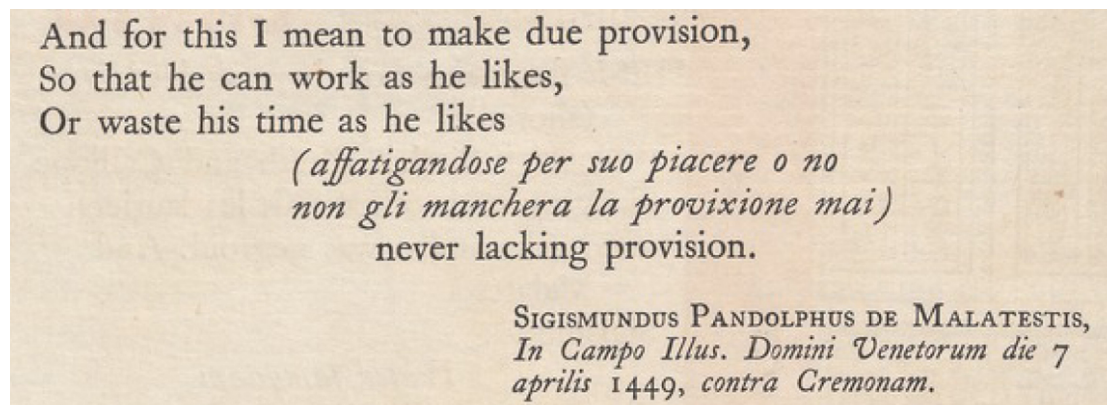 And for this I mean to make due provision,
So that he can work as he likes,
Or waste his time as he likes
(affatigandose per suo piacere o no
non gli manchera la provixione mai)
never lacking provision.
SIGISMUNDUS PANDOLPHUS DE MALATESTIS,
In Campo Illus. Domini Venetorum die 7
aprilis 1449, contra Cremonam.